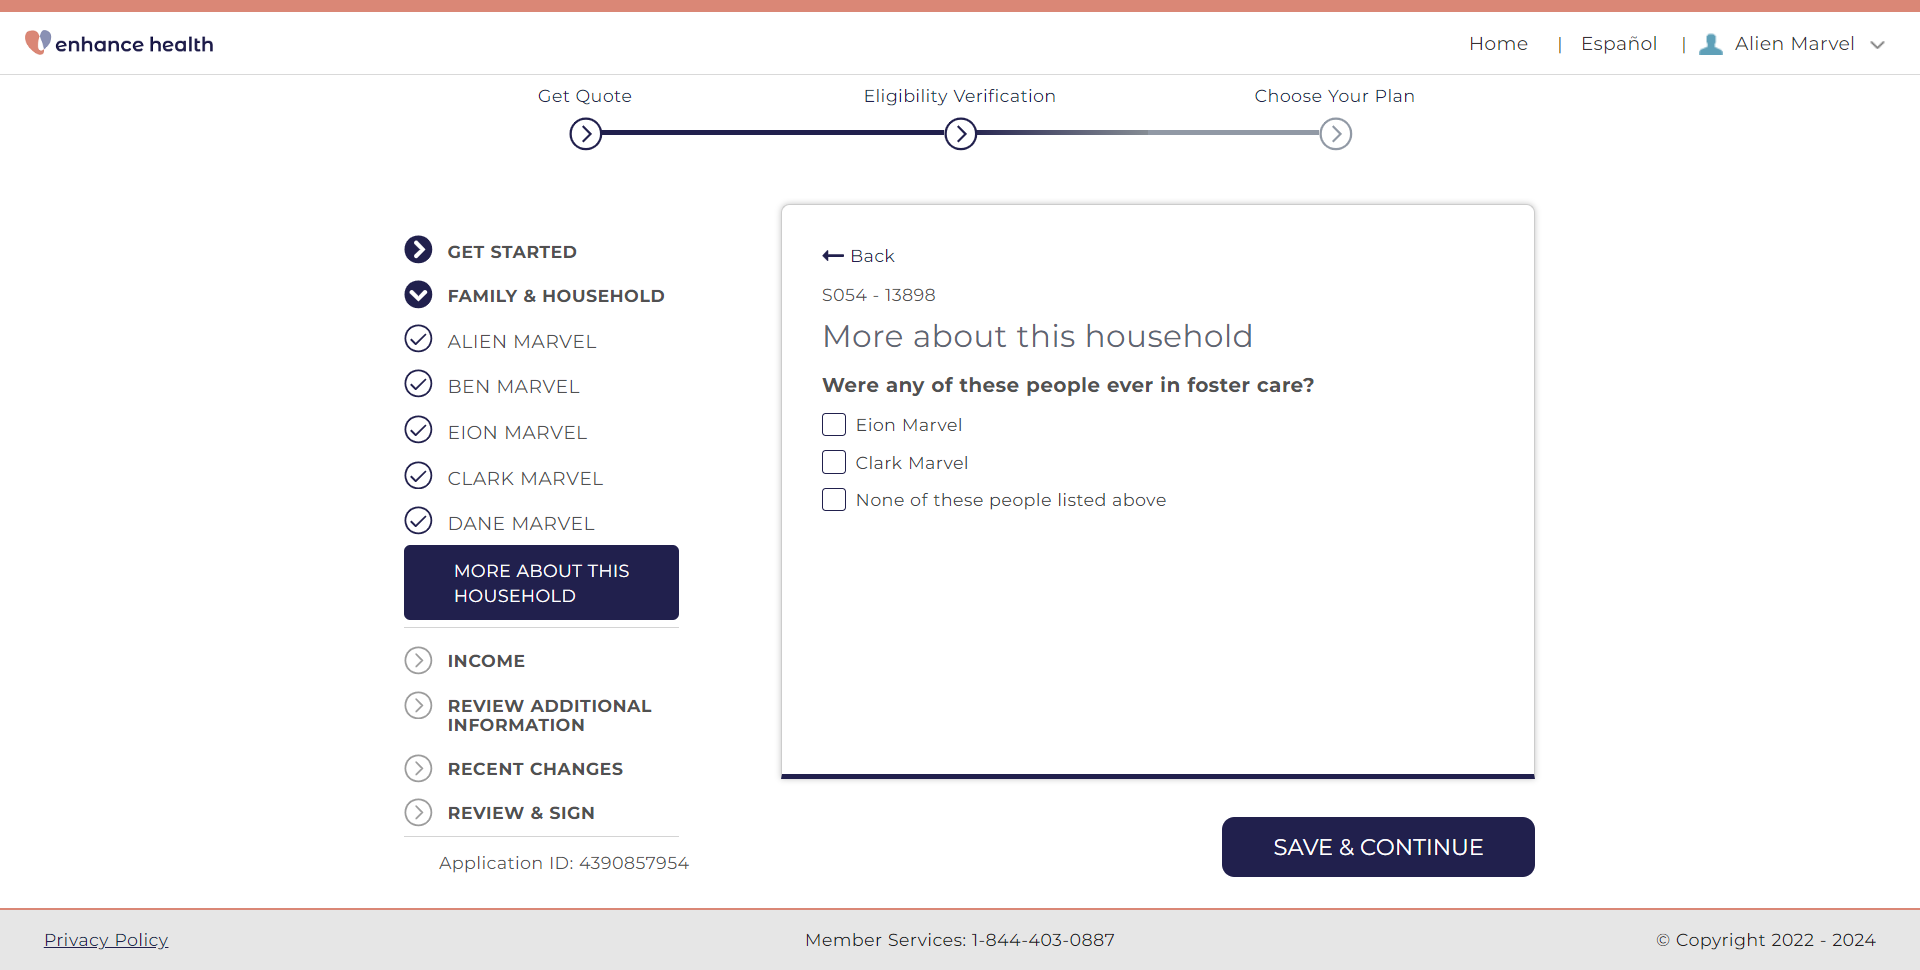 enhance health
Home | Español | Alien Marvel
Get Quote
Eligibility Verification
Choose Your Plan
GET STARTED
FAMILY & HOUSEHOLD
ALIEN MARVEL
BEN MARVEL
EION MARVEL
CLARK MARVEL
DANE MARVEL
MORE ABOUT THIS
HOUSEHOLD
INCOME
REVIEW ADDITIONAL
INFORMATION
RECENT CHANGES
REVIEW & SIGN
Application ID: 4390857954
Back
S054 - 13898
More about this household
Were any of these people ever in foster care?
Eion Marvel
Clark Marvel
None of these people listed above
SAVE & CONTINUE
Privacy Policy
Member Services: 1-844-403-0887
© Copyright 2022 - 2024